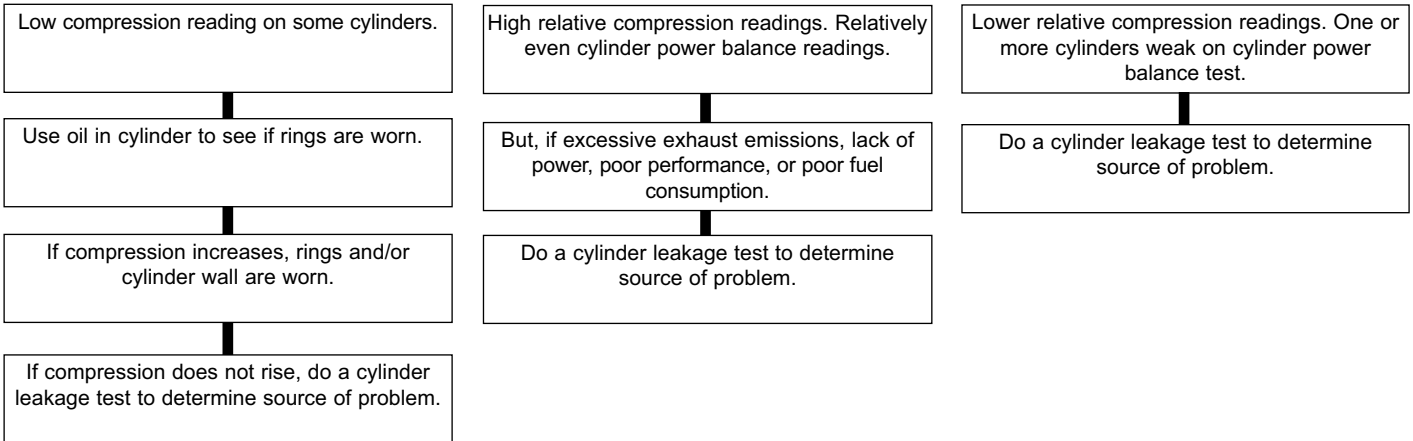 Low compression reading on some cylinders.
Use oil in cylinder to see if rings are worn.
If compression increases, rings and/or
cylinder wall are worn.
If compression does not rise, do a cylinder
leakage test to determine source of problem.
High relative compression readings. Relatively
even cylinder power balance readings.
But, if excessive exhaust emissions, lack of
power, poor performance, or poor fuel
consumption.
Do a cylinder leakage test to determine
source of problem.
Lower relative compression readings. One or
more cylinders weak on cylinder power
balance test.
Do a cylinder leakage test to determine
source of problem.